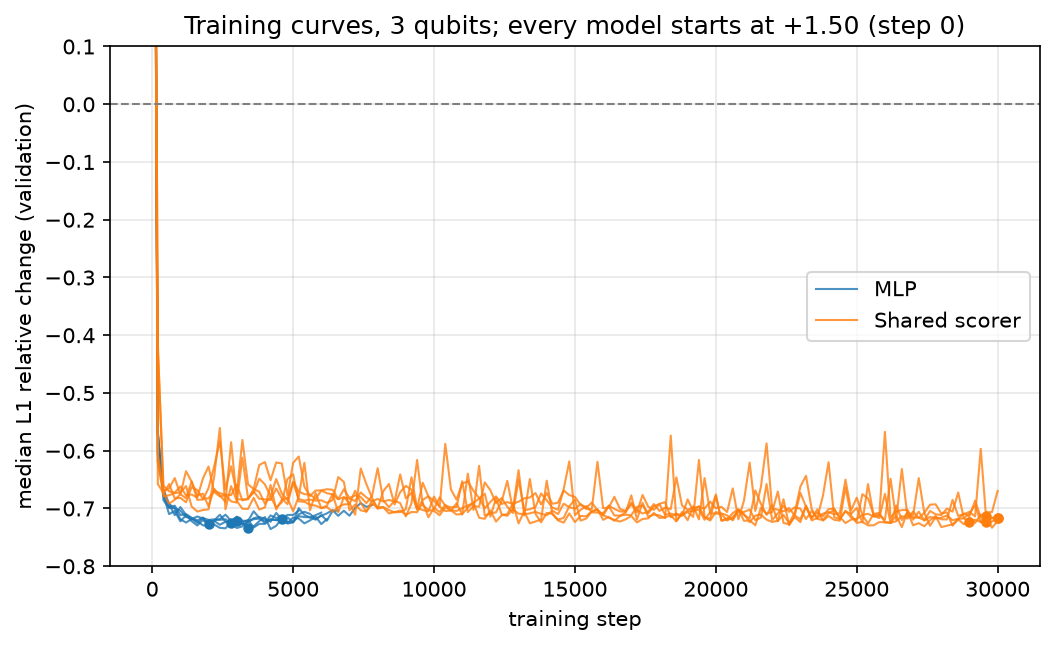 Training curves, 3 qubits; every model starts at +1.50 (step 0)
median L1 relative change (validation)
0.1
0.0
−0.1
−0.2
−0.3
−0.4
−0.5
−0.6
−0.7
−0.8
MLP
Shared scorer
0 5000 10000 15000 20000 25000 30000
training step